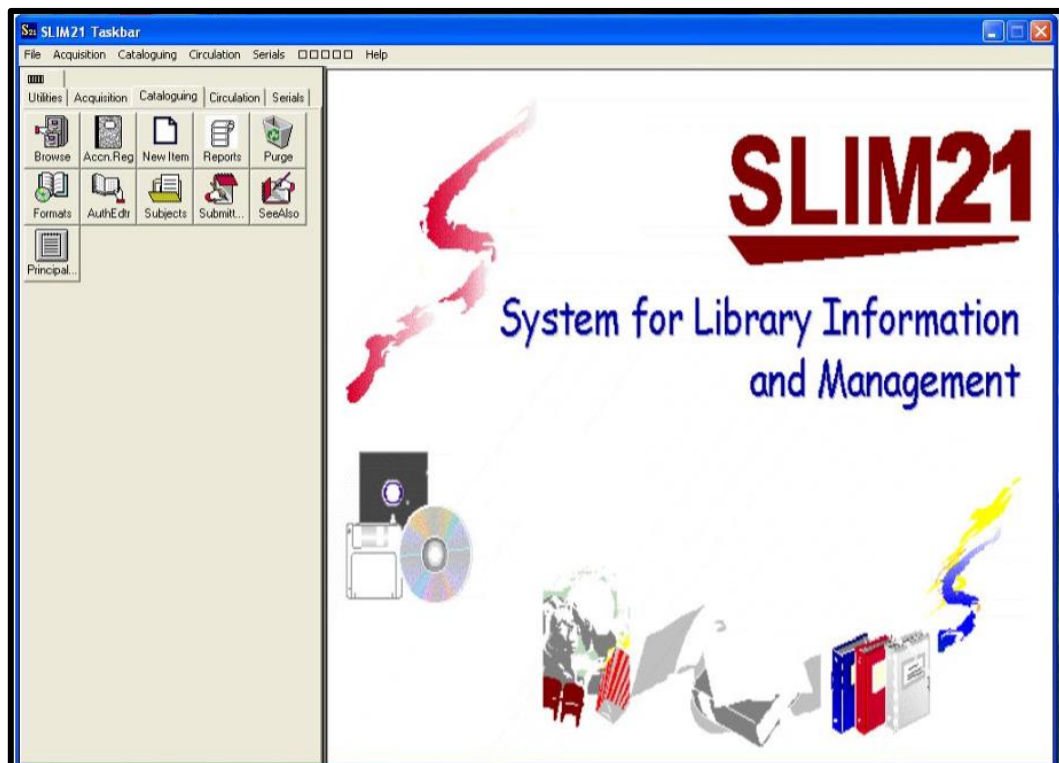 S21 SLIM21 Taskbar
File Acquisition Cataloguing Circulation Serials □□□□□ Help
Utilities Acquisition Cataloguing Circulation Serials
Browse Accn.Reg New Item Reports Purge
Formats AuthEdtr Subjects Submitt... SeeAlso
Principal...
SLIM21
System for Library Information
and Management